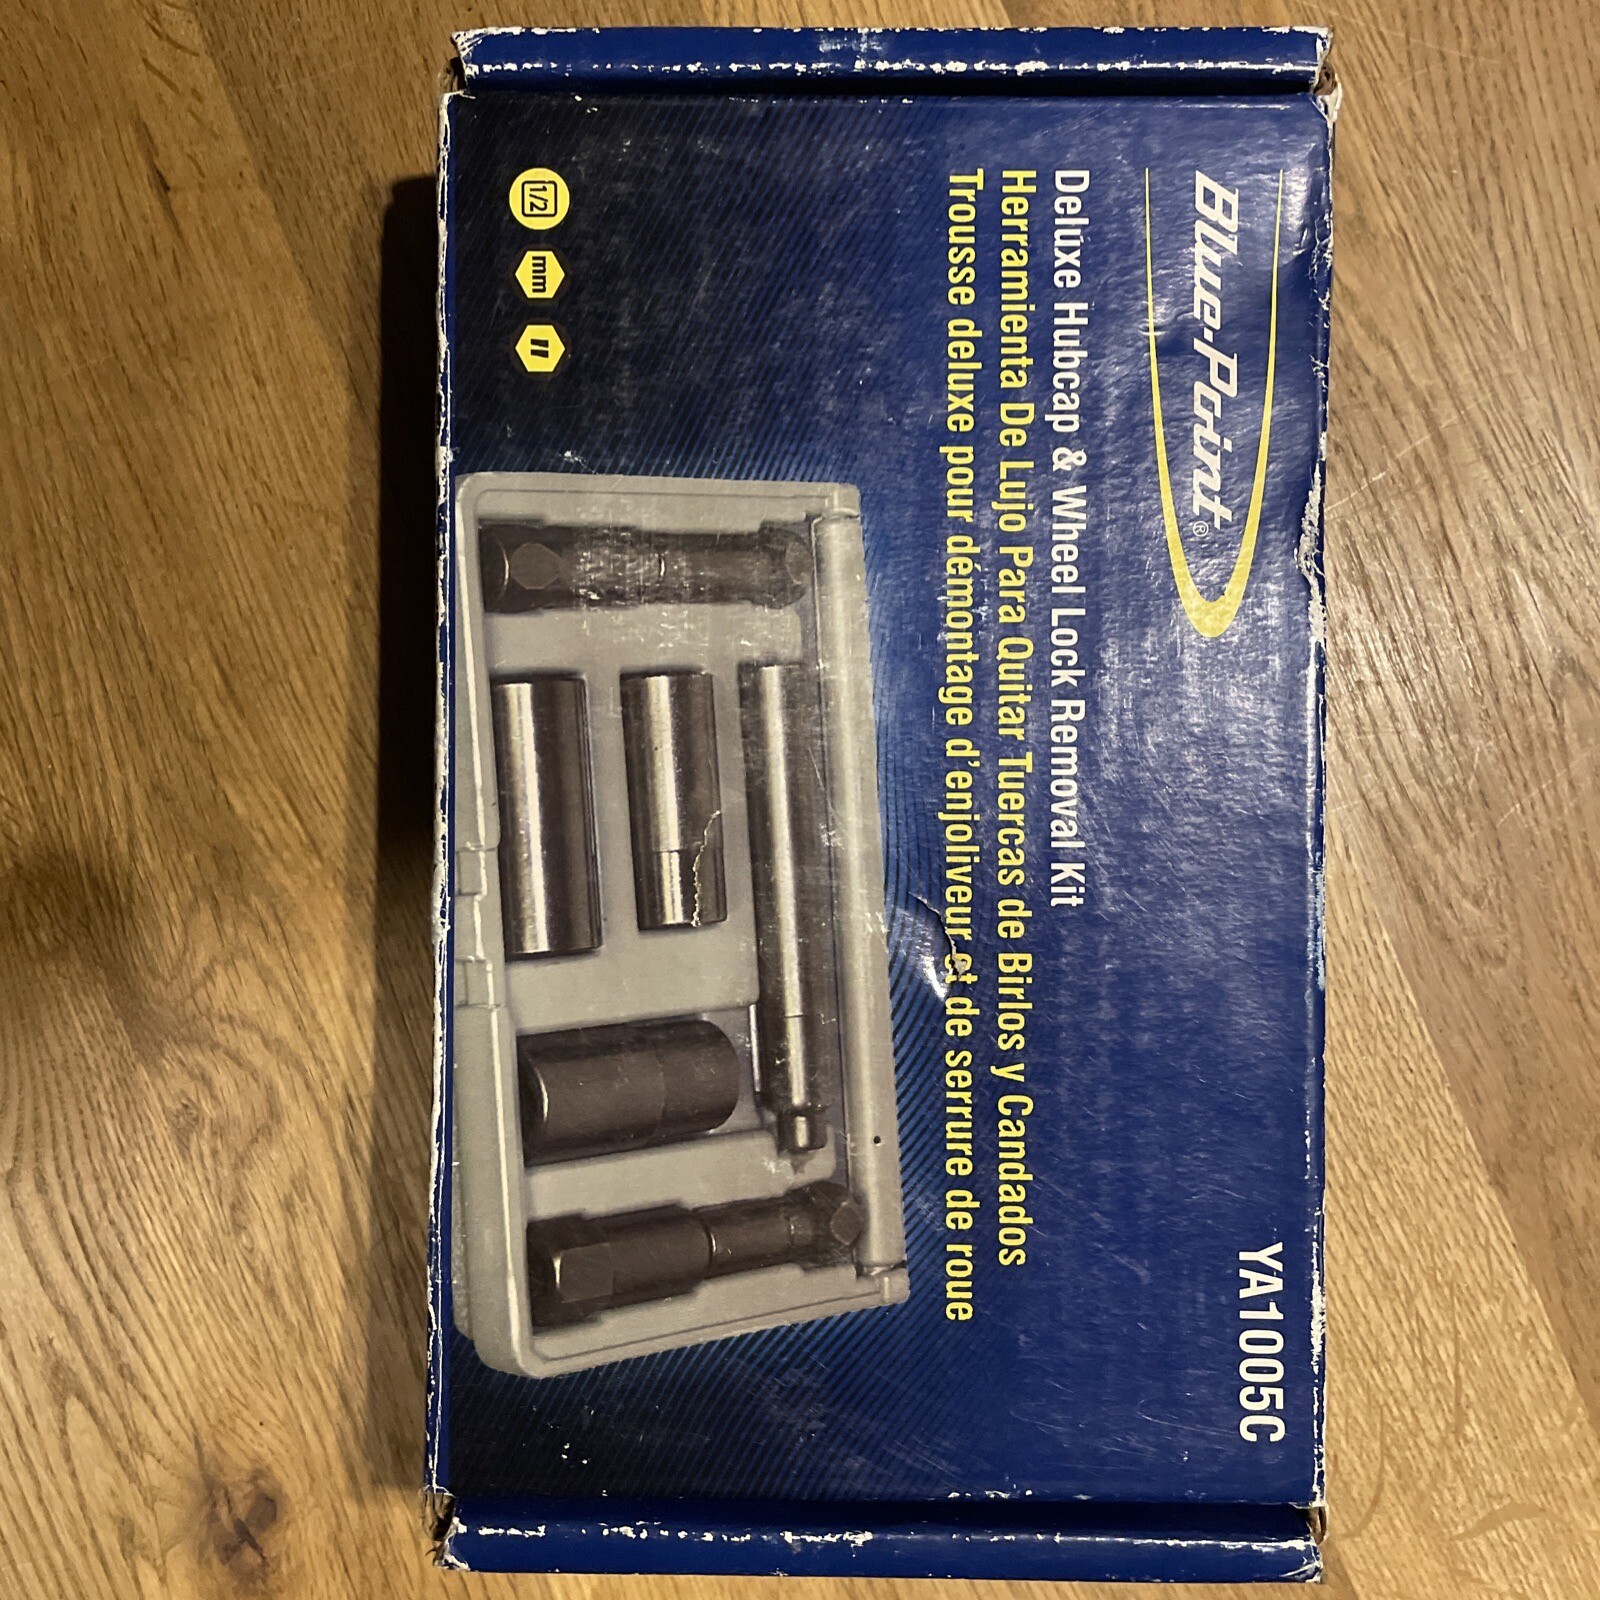 Blue-Point®
YA1005C
Deluxe Hubcap & Wheel Lock Removal Kit
Herramienta De Lujo Para Quitar Tuercas de Birlos y Candados
Trousse deluxe pour démontage d'enjoliveur et de serrure de roue
1/2 mm "